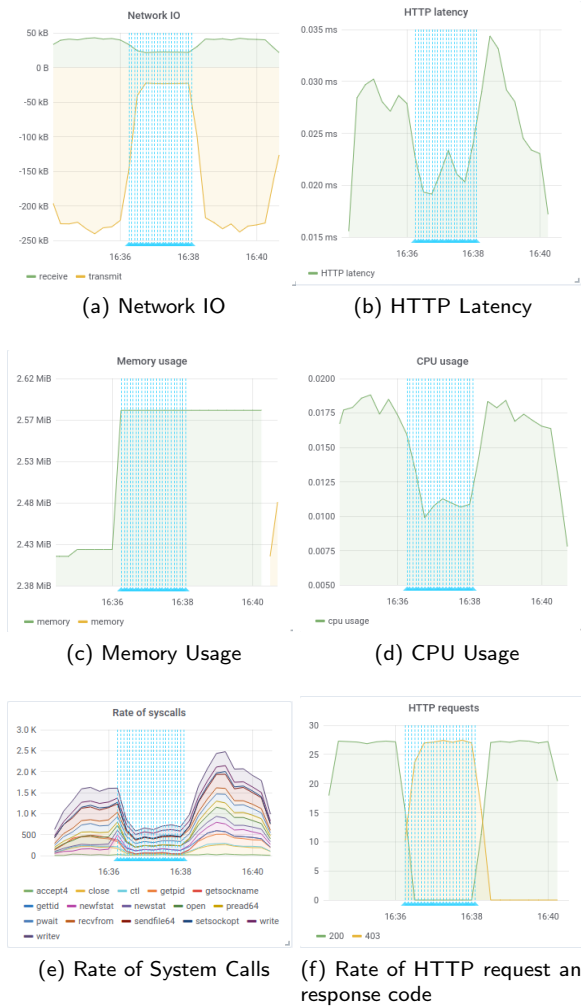 Network IO
50 kB
0 B
-50 kB
-100 kB
-150 kB
-200 kB
-250 kB
16:36 16:38 16:40
receive transmit
(a) Network IO
HTTP latency
0.035 ms
0.030 ms
0.025 ms
0.020 ms
0.015 ms
16:36 16:38 16:40
HTTP latency
(b) HTTP Latency
Memory usage
2.62 MiB
2.57 MiB
2.53 MiB
2.48 MiB
2.43 MiB
2.38 MiB
16:36 16:38 16:40
memory memory
(c) Memory Usage
CPU usage
0.0200
0.0175
0.0150
0.0125
0.0100
0.0075
0.0050
16:36 16:38 16:40
cpu usage
(d) CPU Usage
Rate of syscalls
3.0 K
2.5 K
2.0 K
1.5 K
1.0 K
500
0
16:36 16:38 16:40
accept4 close ctl getpid getsockname
gettid newfstat newstat open pread64
pwait recvfrom sendfile64 setsockopt write
writev
(e) Rate of System Calls
HTTP requests
30
25
20
15
10
5
0
16:36 16:38 16:40
200 403
(f) Rate of HTTP request an
response code